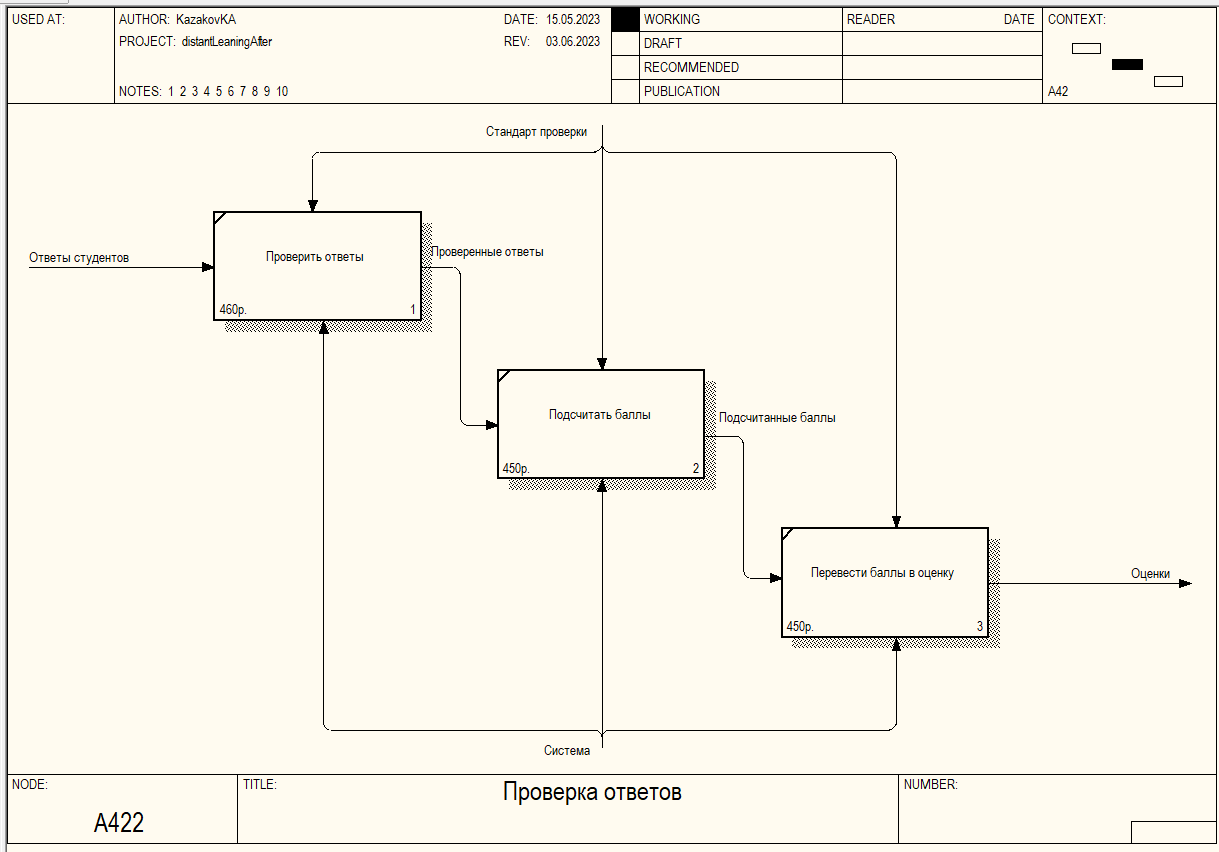 USED AT:
AUTHOR: KazakovKA
DATE: 15.05.2023
WORKING
READER
DATE
CONTEXT:
PROJECT: distantLeaningAfter
REV: 03.06.2023
DRAFT
RECOMMENDED
NOTES: 1 2 3 4 5 6 7 8 9 10
PUBLICATION
A42
Стандарт проверки
Ответы студентов
Проверить ответы
460р.
1
Проверенные ответы
Подсчитать баллы
450р.
2
Подсчитанные баллы
Перевести баллы в оценку
450р.
3
Оценки
Система
NODE:
A422
TITLE:
Проверка ответов
NUMBER: